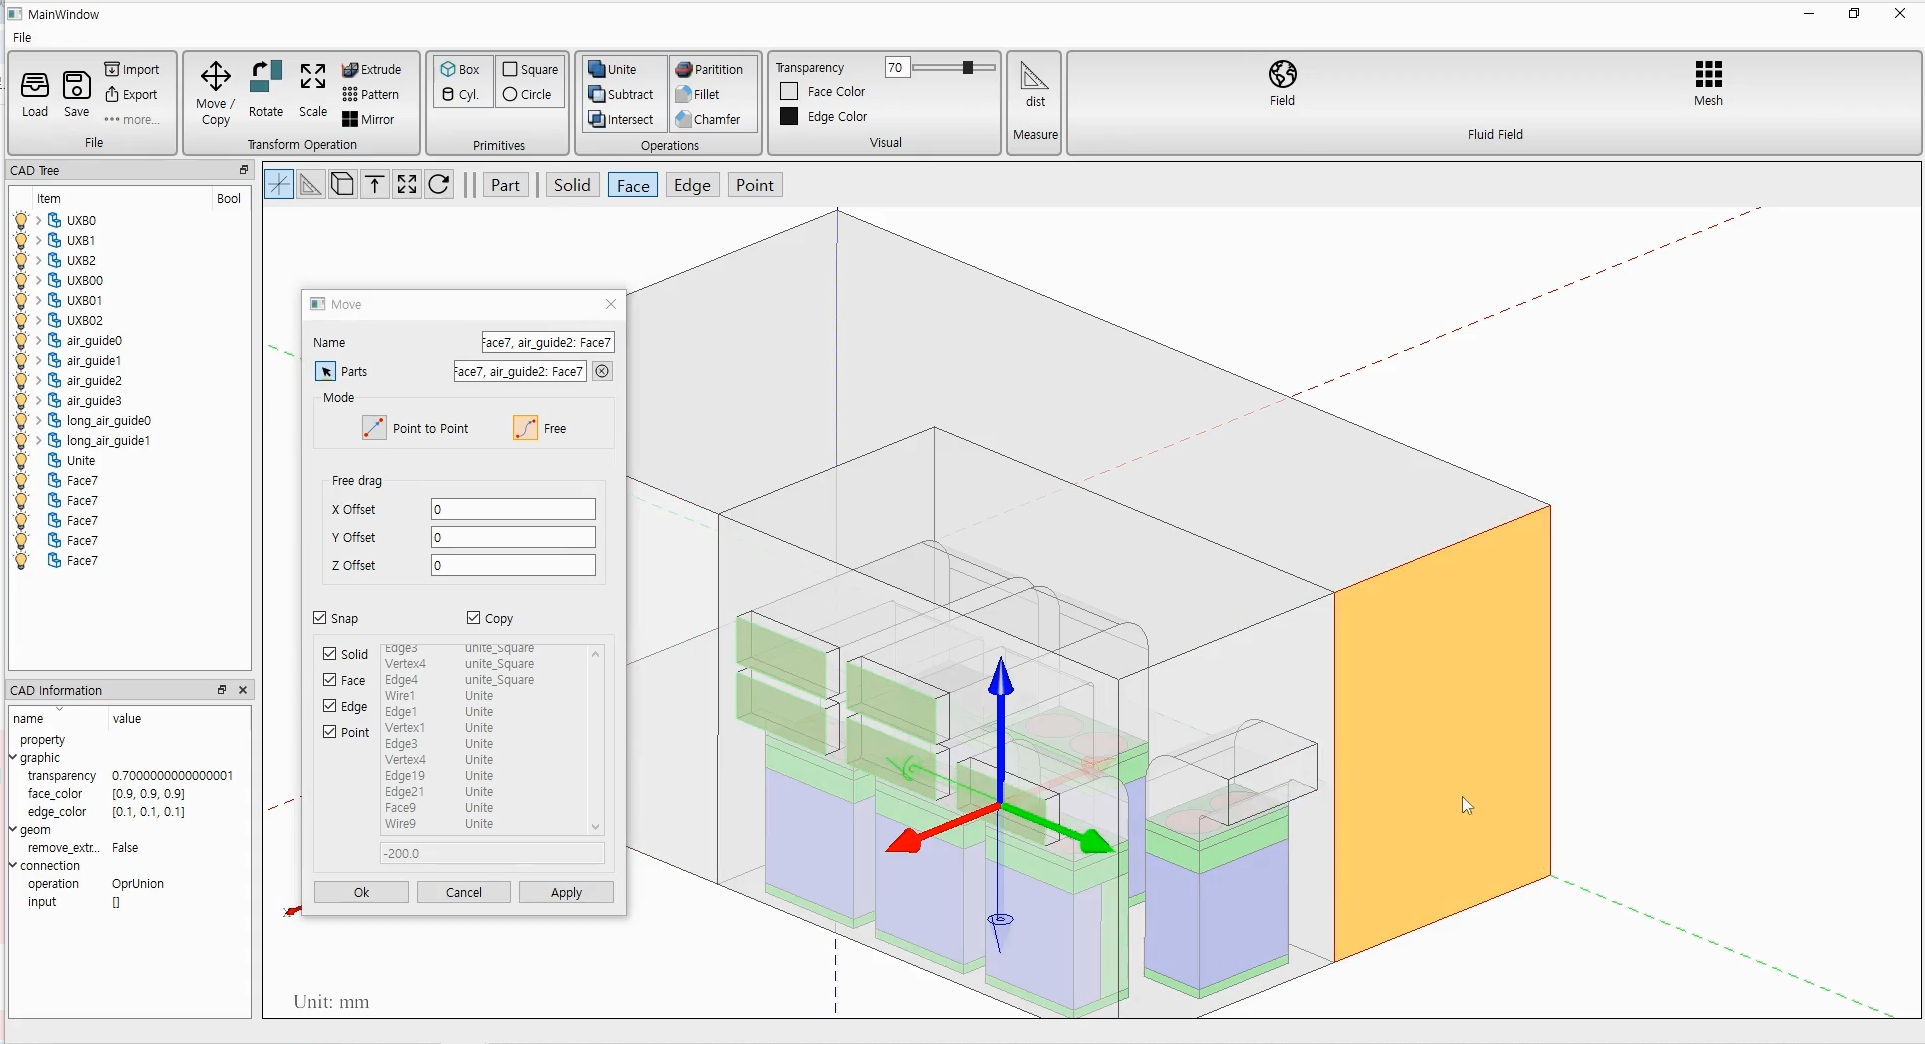 MainWindow
File
Load
Save
Import
Export
more...
File
Move / Copy
Rotate
Scale
Extrude
Pattern
Mirror
Transform Operation
Box
Cyl.
Square
Circle
Primitives
Unite
Subtract
Intersect
Parition
Fillet
Chamfer
Operations
Transparency 70
Face Color
Edge Color
Visual
dist
Measure
Field
Mesh
Fluid Field
CAD Tree
Item Bool
UXB0
UXB1
UXB2
UXB00
UXB01
UXB02
air_guide0
air_guide1
air_guide2
air_guide3
long_air_guide0
long_air_guide1
Unite
Face7
Face7
Face7
Face7
Face7
CAD Information
name value
property
graphic
transparency 0.7000000000000001
face_color [0.9, 0.9, 0.9]
edge_color [0.1, 0.1, 0.1]
geom
remove_extr... False
connection
operation OprUnion
input []
Part Solid Face Edge Point
Move
Name Face7, air_guide2: Face7
Parts Face7, air_guide2: Face7
Mode
Point to Point Free
Free drag
X Offset 0
Y Offset 0
Z Offset 0
Snap Copy
Solid
Face
Edge
Point
Edge3 unite_Square
Vertex4 unite_Square
Edge4 unite_Square
Wire1 Unite
Edge1 Unite
Vertex1 Unite
Edge3 Unite
Vertex4 Unite
Edge19 Unite
Edge21 Unite
Face9 Unite
Wire9 Unite
-200.0
Ok Cancel Apply
Unit: mm